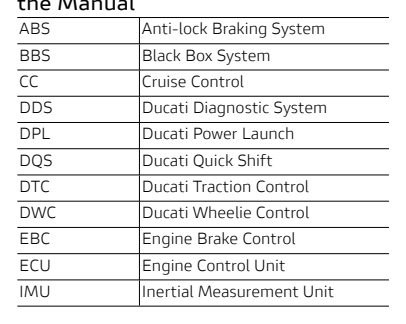 the Manual
ABS Anti-lock Braking System
BBS Black Box System
CC Cruise Control
DDS Ducati Diagnostic System
DPL Ducati Power Launch
DQS Ducati Quick Shift
DTC Ducati Traction Control
DWC Ducati Wheelie Control
EBC Engine Brake Control
ECU Engine Control Unit
IMU Inertial Measurement Unit